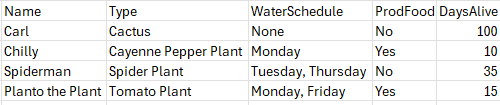 Name Type WaterSchedule ProdFood DaysAlive
Carl Cactus None No 100
Chilly Cayenne Pepper Plant Monday Yes 10
Spiderman Spider Plant Tuesday, Thursday No 35
Planto the Plant Tomato Plant Monday, Friday Yes 15